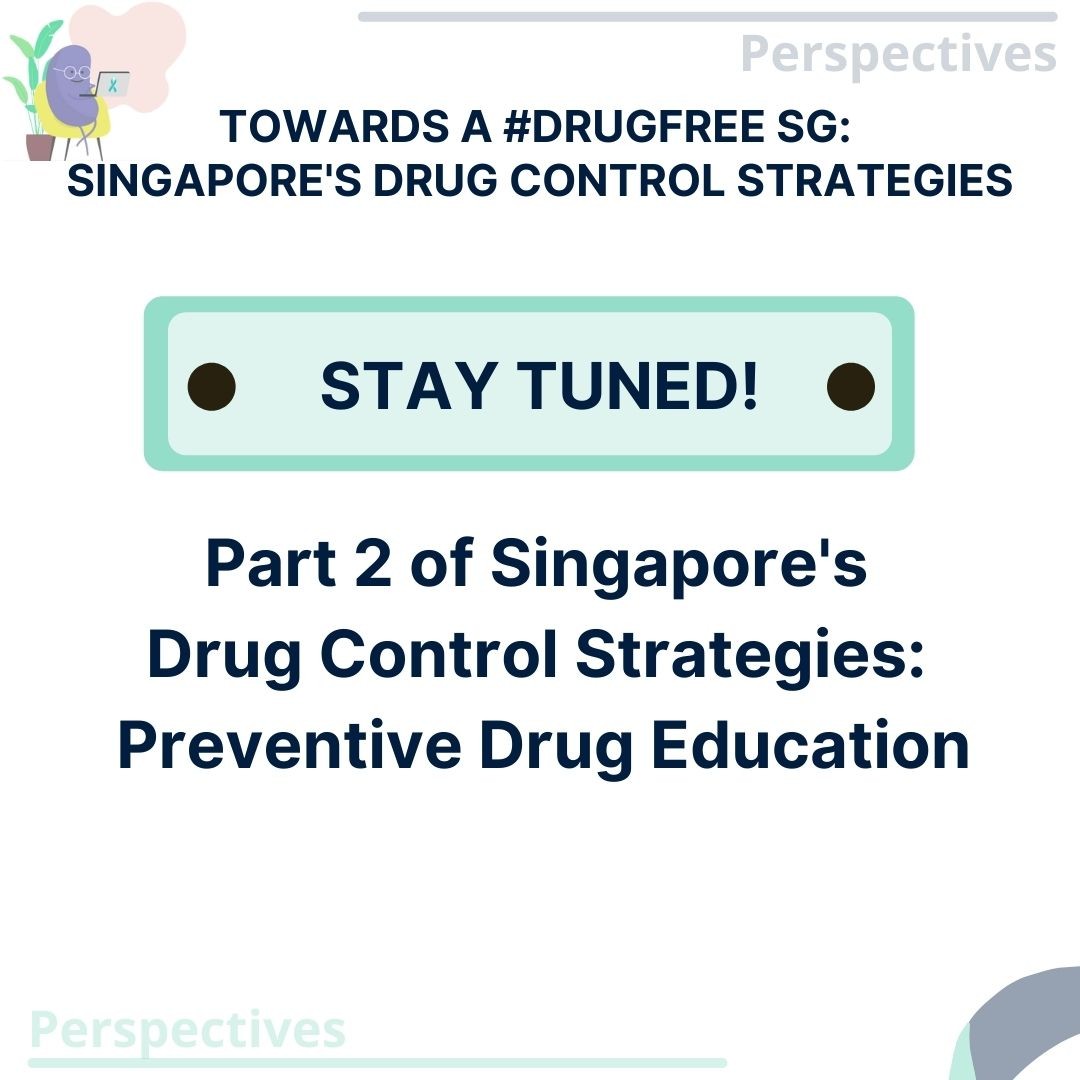 Perspectives
TOWARDS A #DRUGFREE SG:
SINGAPORE'S DRUG CONTROL STRATEGIES
STAY TUNED!
Part 2 of Singapore's
Drug Control Strategies:
Preventive Drug Education
Perspectives